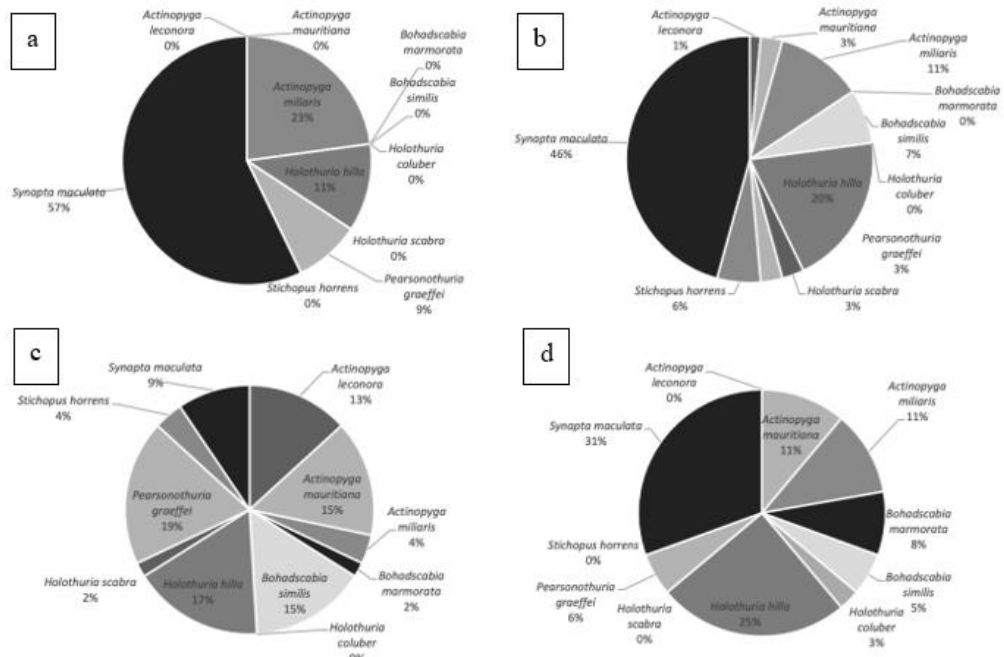 a
Actinopyga
leconora
0%
Actinopyga
mauritiana
0%
Bohadscabia
marmorata
0%
Bohadscabia
similis
0%
Actinopyga
miliaris
23%
Holothuria
coluber
0%
Holothuria hilla
11%
Synapta maculata
57%
Holothuria scabra
0%
Pearsonothuria
graeffei
9%
Stichopus horrens
0%
b
Actinopyga
leconora
1%
Actinopyga
mauritiana
3%
Actinopyga
miliaris
11%
Bohadscabia
marmorata
0%
Bohadscabia
similis
7%
Synapta maculata
46%
Holothuria
coluber
0%
Holothuria hilla
20%
Pearsonothuria
graeffei
3%
Holothuria scabra
3%
Stichopus horrens
6%
c
Synapta maculata
9%
Actinopyga
leconora
13%
Stichopus horrens
4%
Actinopyga
mauritiana
15%
Pearsonothuria
graeffei
19%
Actinopyga
miliaris
4%
Holothuria scabra
2%
Holothuria hilla
17%
Bohadscabia
similis
15%
Bohadscabia
marmorata
2%
Holothuria
coluber
d
Actinopyga
leconora
0%
Actinopyga
miliaris
11%
Synapta maculata
31%
Actinopyga
mauritiana
11%
Bohadscabia
marmorata
8%
Stichopus horrens
0%
Bohadscabia
similis
5%
Pearsonothuria
graeffei
6%
Holothuria
scabra
0%
Holothuria hilla
25%
Holothuria
coluber
3%